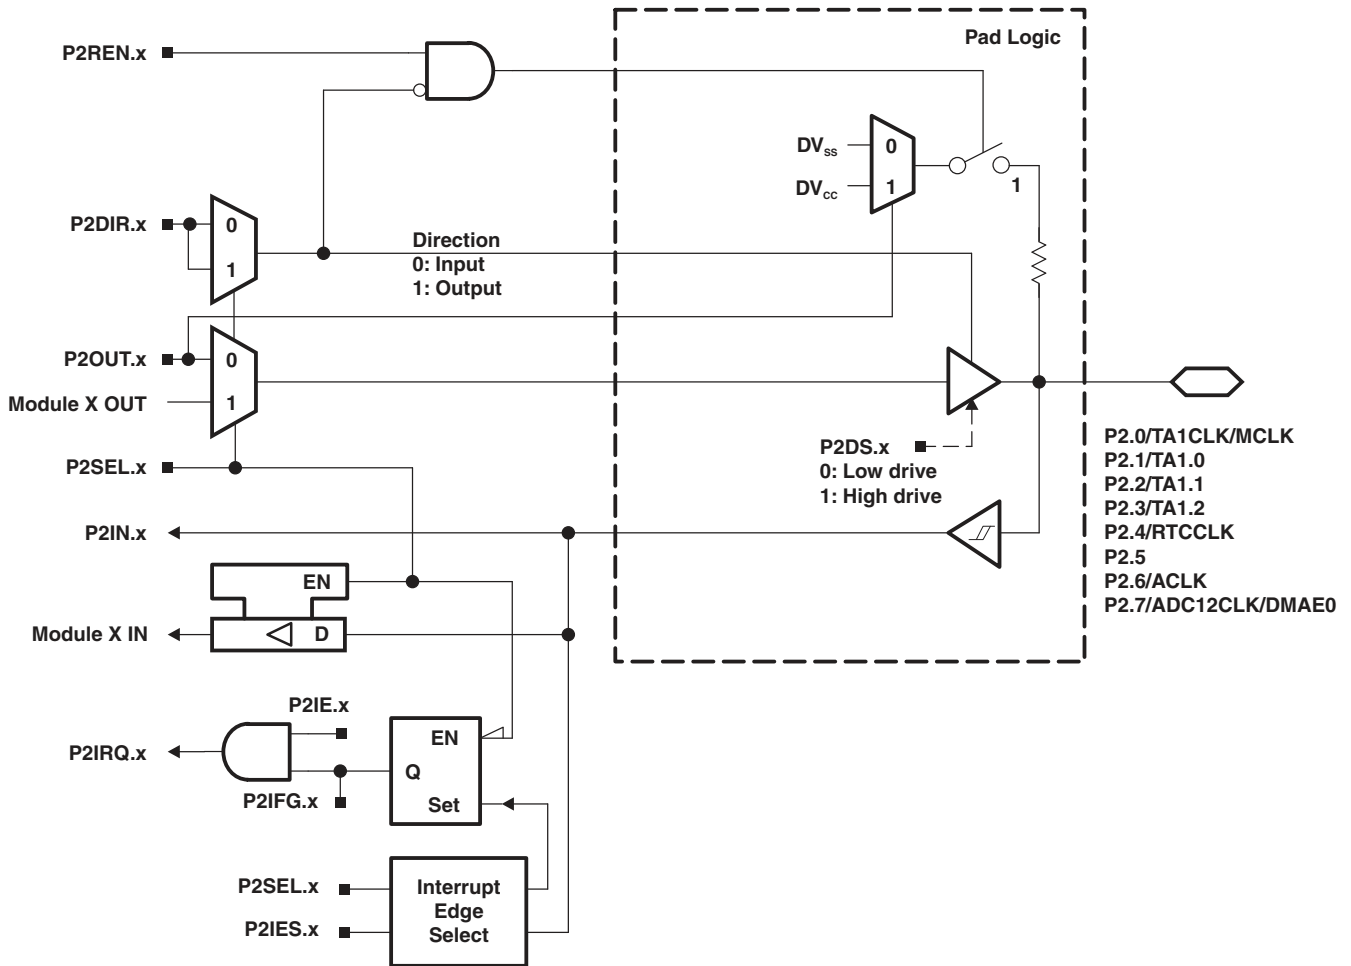 Pad Logic
P2REN.x
DVSS
0
DVCC
1
1
P2DIR.x
0
1
Direction
0: Input
1: Output
P2OUT.x
0
Module X OUT
1
P2SEL.x
P2DS.x
0: Low drive
1: High drive
P2.0/TA1CLK/MCLK
P2.1/TA1.0
P2.2/TA1.1
P2.3/TA1.2
P2.4/RTCCLK
P2.5
P2.6/ACLK
P2.7/ADC12CLK/DMAE0
P2IN.x
EN
Module X IN
D
P2IE.x
P2IRQ.x
EN
Q
P2IFG.x
Set
P2SEL.x
P2IES.x
Interrupt
Edge
Select